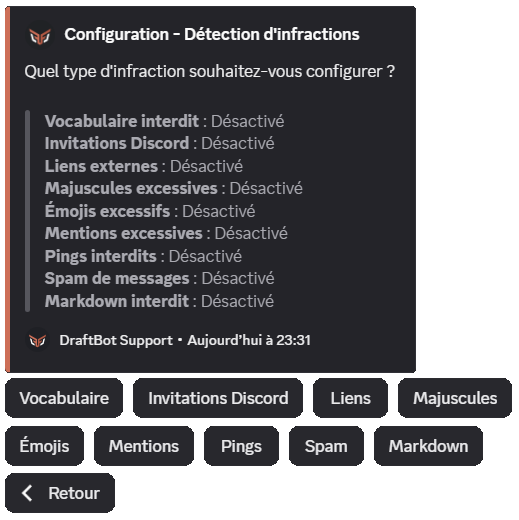 Configuration - Détection d'infractions
Quel type d'infraction souhaitez-vous configurer ?
Vocabulaire interdit : Désactivé
Invitations Discord : Désactivé
Liens externes : Désactivé
Majuscules excessives : Désactivé
Émojis excessifs : Désactivé
Mentions excessives : Désactivé
Pings interdits : Désactivé
Spam de messages : Désactivé
Markdown interdit : Désactivé
DraftBot Support • Aujourd'hui à 23:31
Vocabulaire Invitations Discord Liens Majuscules
Émojis Mentions Pings Spam Markdown
Retour